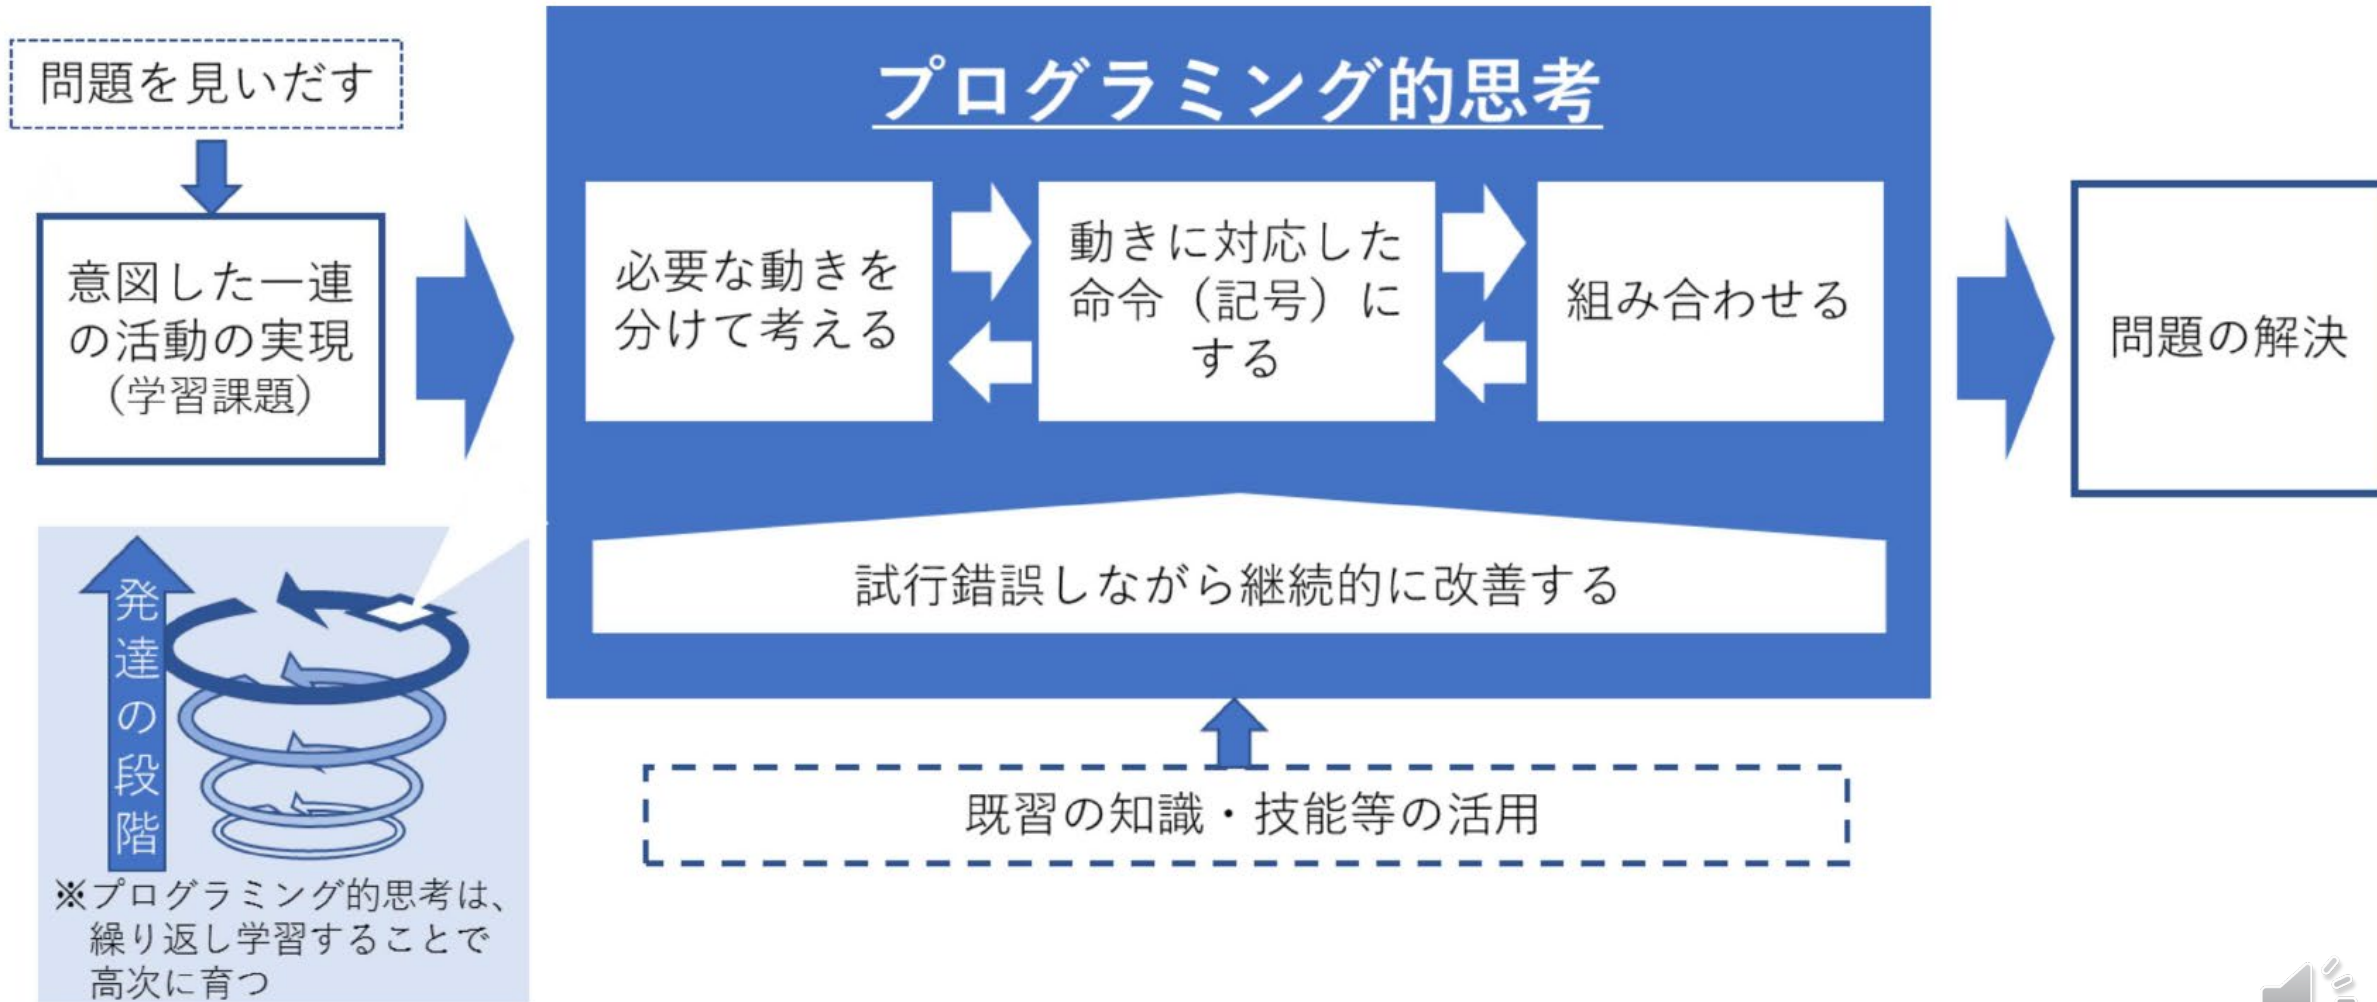 問題を見いだす
意図した一連
の活動の実現
（学習課題）
プログラミング的思考
必要な動きを
分けて考える
動きに対応した
命令（記号）に
する
組み合わせる
試行錯誤しながら継続的に改善する
問題の解決
既習の知識・技能等の活用
発達の段階
※プログラミング的思考は、
繰り返し学習することで
高次に育つ